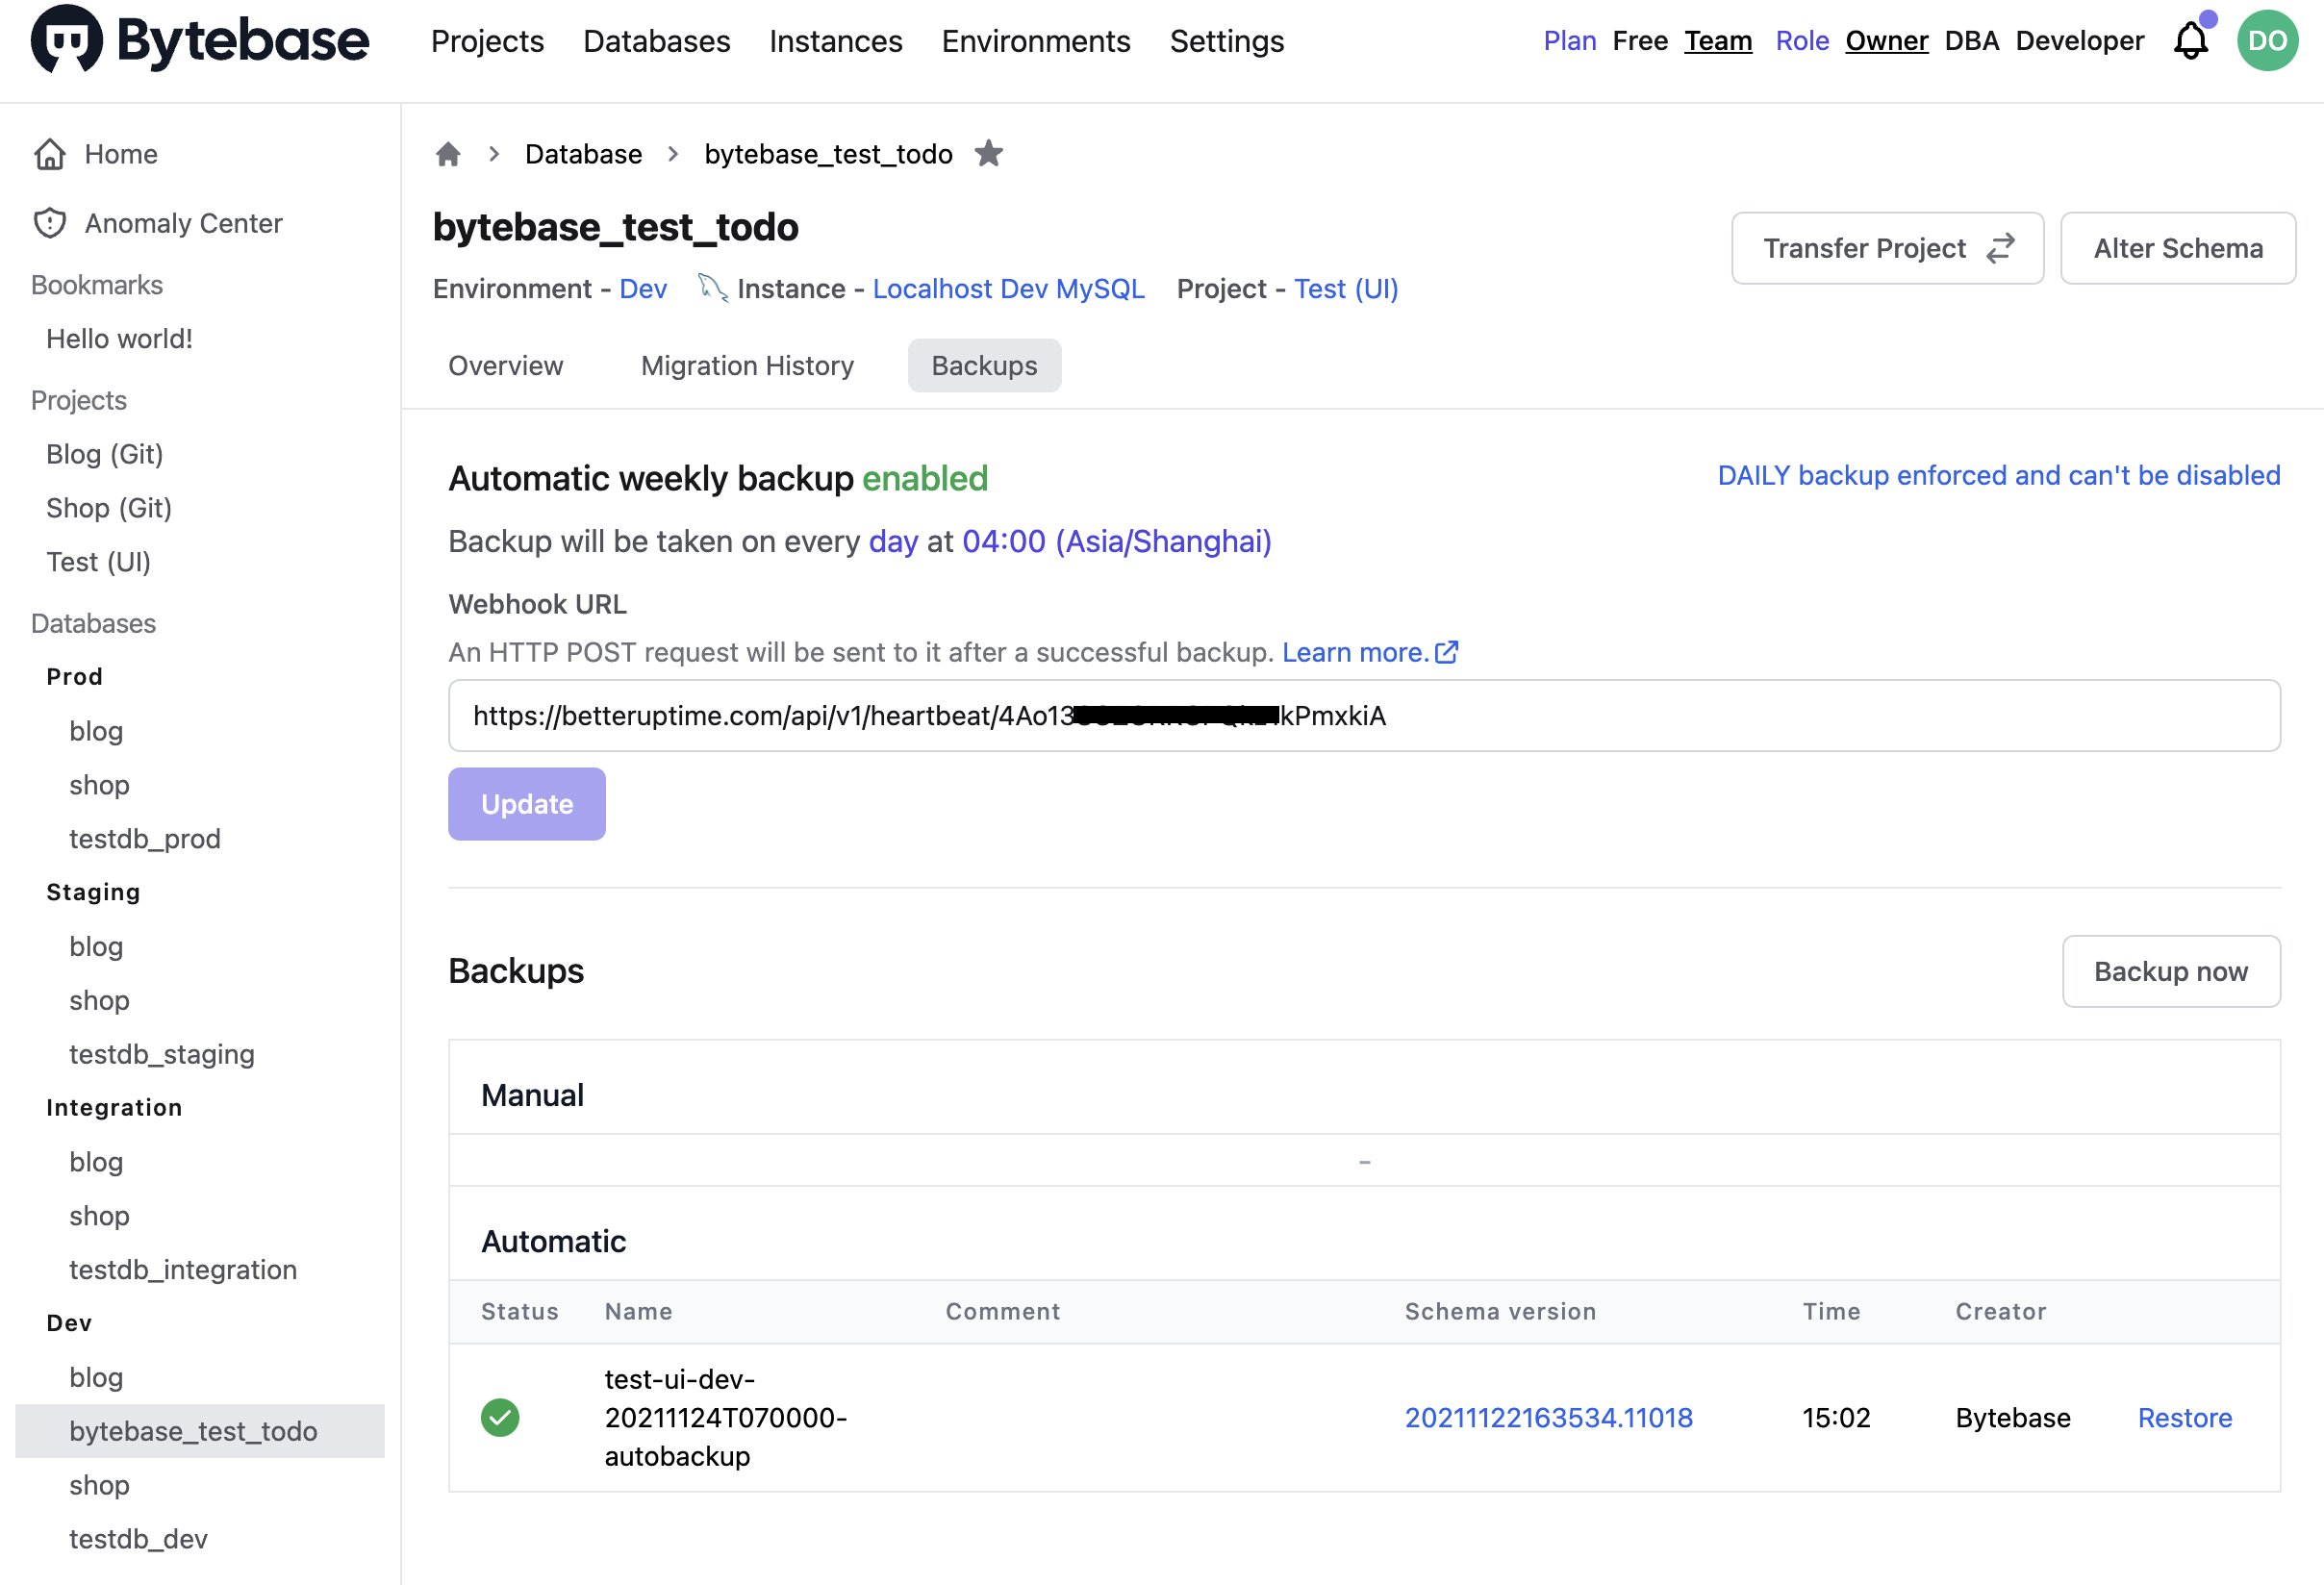 Bytebase
Projects Databases Instances Environments Settings
Plan Free Team Role Owner DBA Developer
DO
Home
Anomaly Center
Bookmarks
Hello world!
Projects
Blog (Git)
Shop (Git)
Test (UI)
Databases
Prod
blog
shop
testdb_prod
Staging
blog
shop
testdb_staging
Integration
blog
shop
testdb_integration
Dev
blog
bytebase_test_todo
shop
testdb_dev
Database > bytebase_test_todo
bytebase_test_todo
Transfer Project
Alter Schema
Environment - Dev Instance - Localhost Dev MySQL Project - Test (UI)
Overview Migration History Backups
Automatic weekly backup enabled
DAILY backup enforced and can't be disabled
Backup will be taken on every day at 04:00 (Asia/Shanghai)
Webhook URL
An HTTP POST request will be sent to it after a successful backup. Learn more.
https://betteruptime.com/api/v1/heartbeat/4Ao13 kPmxkiA
Update
Backups
Backup now
Manual
–
Automatic
Status Name Comment Schema version Time Creator
test-ui-dev-
20211124T070000-
autobackup
20211122163534.11018 15:02 Bytebase Restore